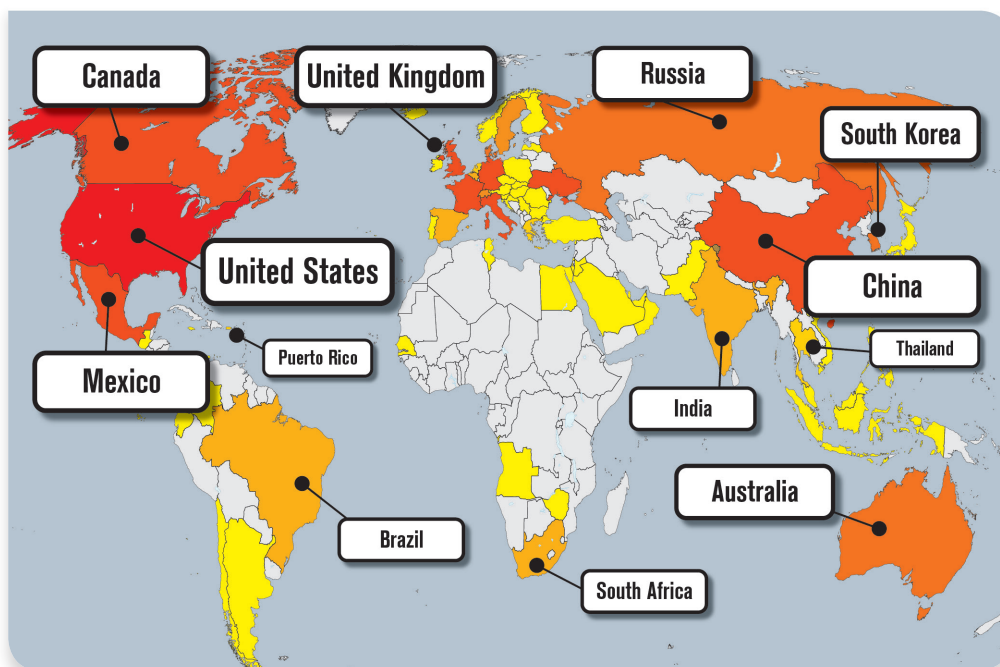 Canada
United Kingdom
Russia
South Korea
United States
China
Puerto Rico
Thailand
Mexico
India
Australia
Brazil
South Africa